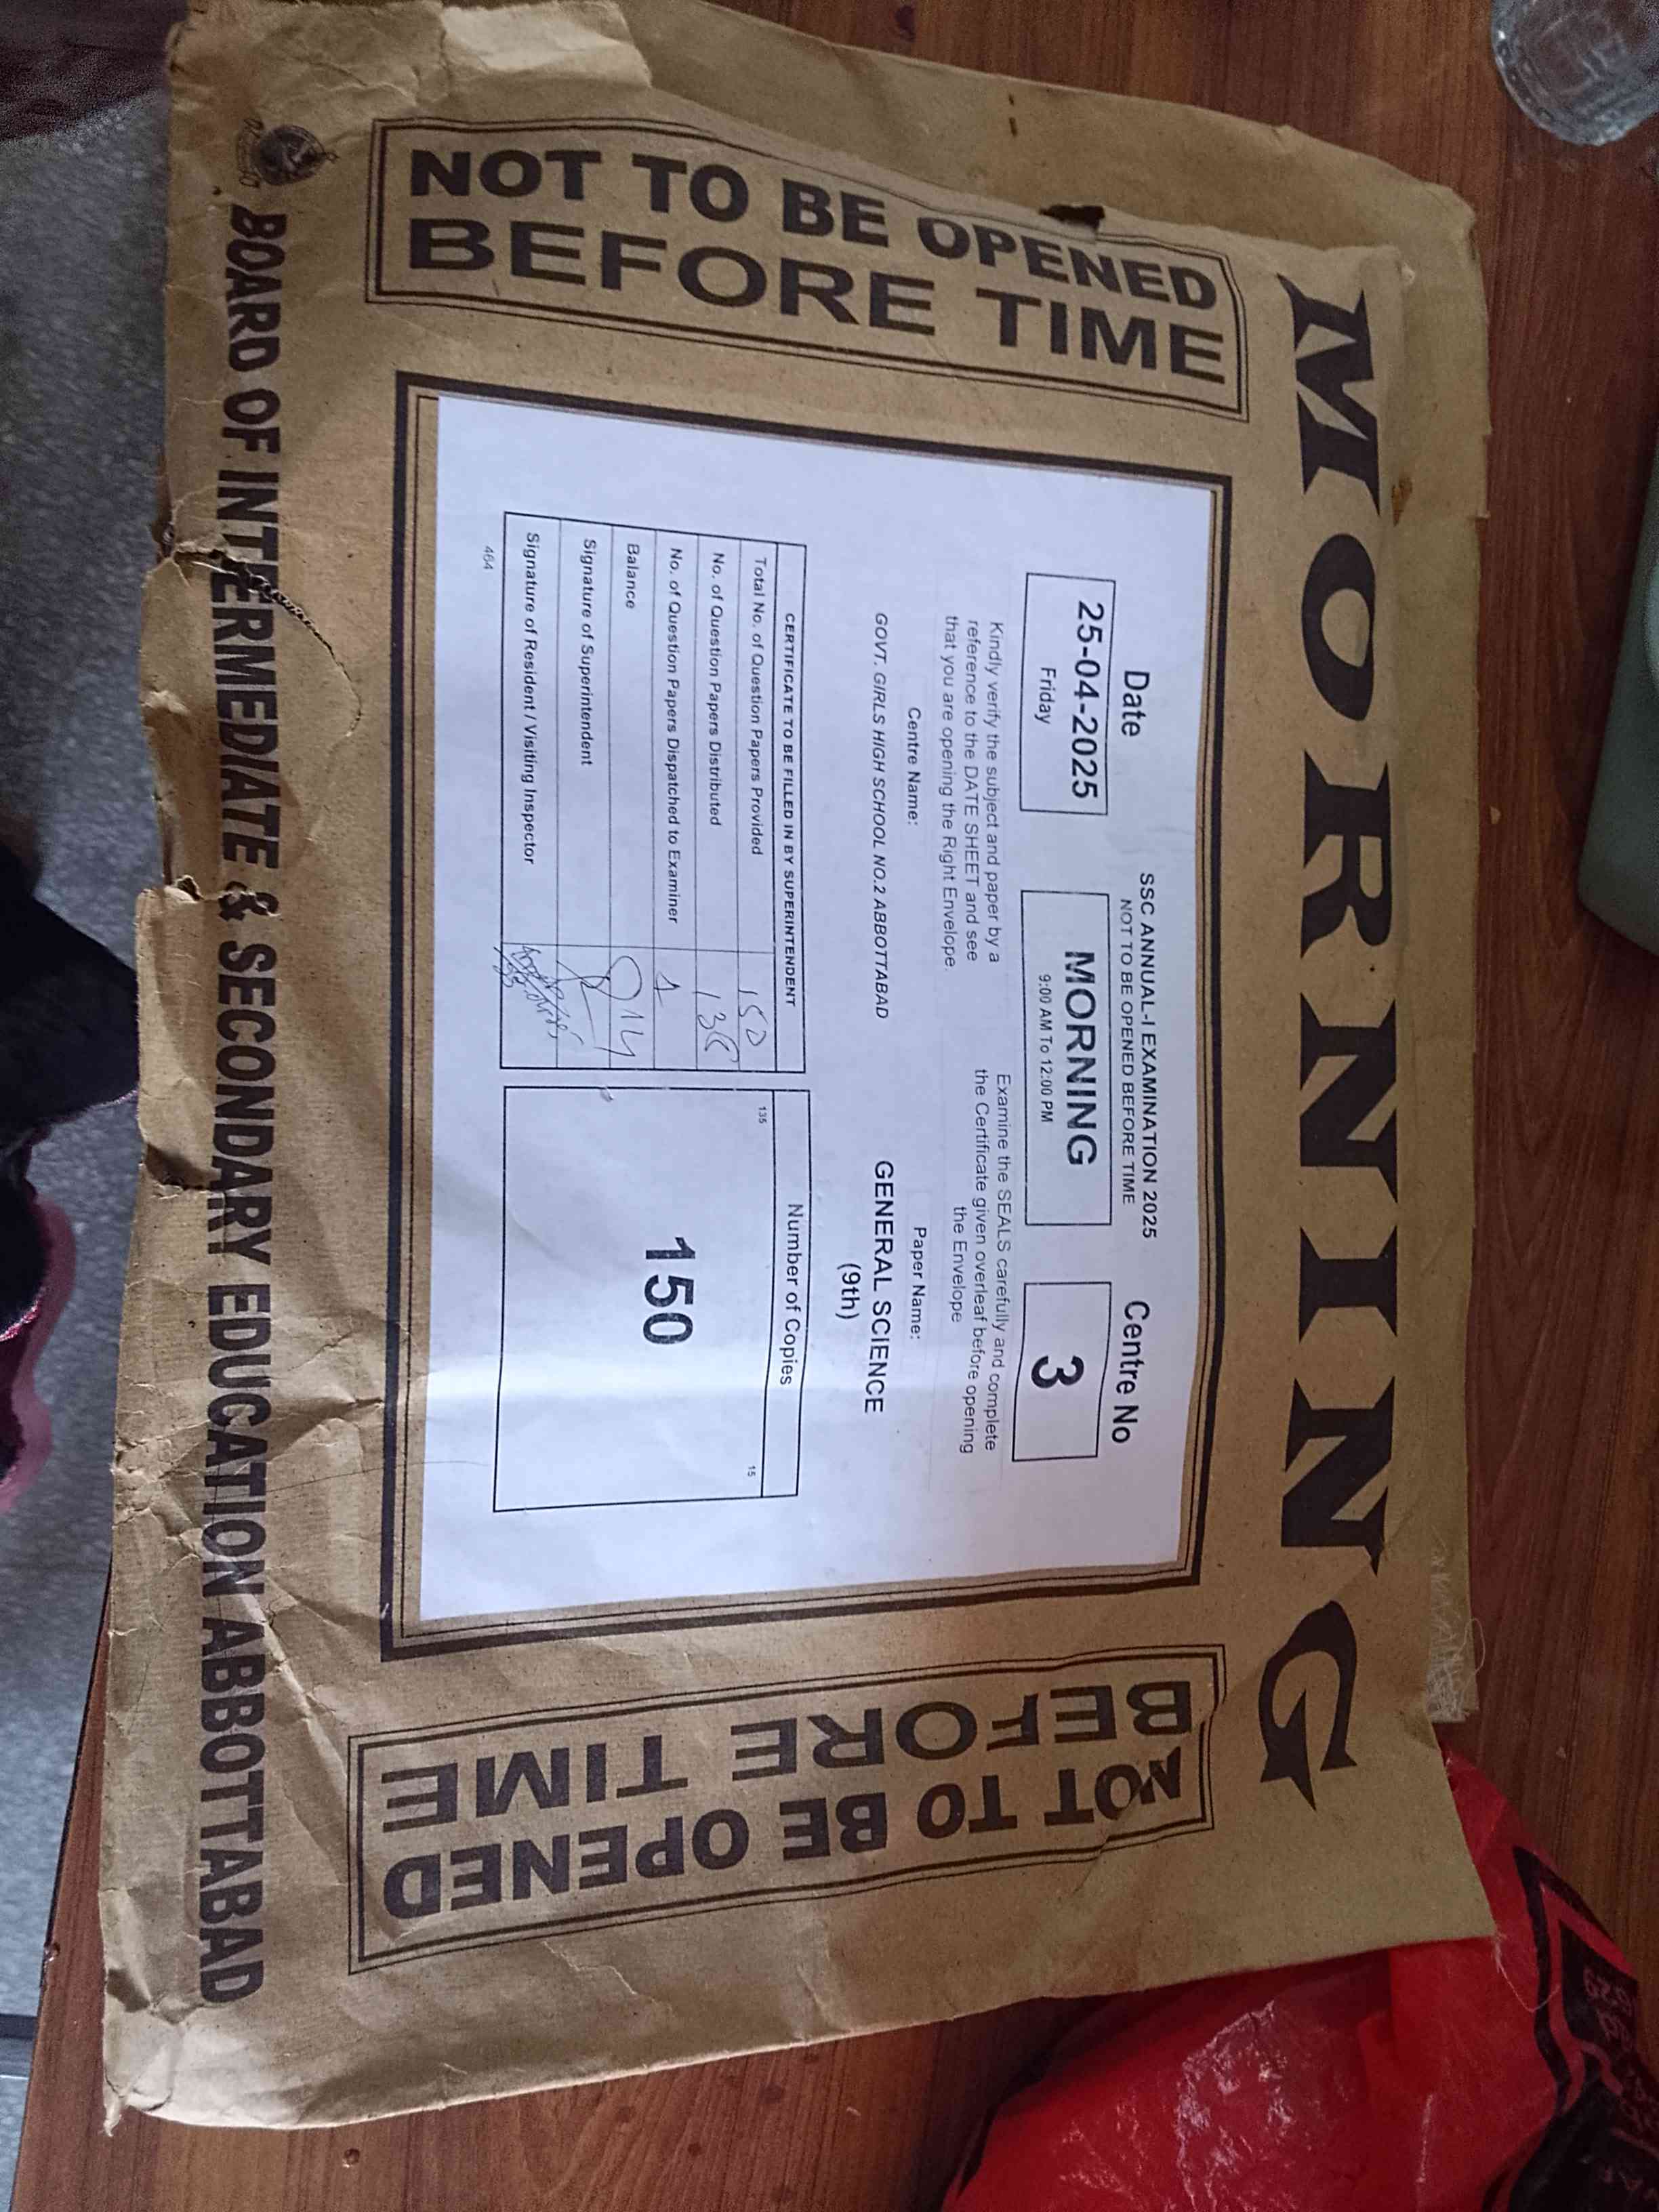 MORNING
NOT TO BE OPENED
BEFORE TIME
SSC ANNUAL-I EXAMINATION 2025
NOT TO BE OPENED BEFORE TIME
Date
25-04-2025
Friday
MORNING
9:00 AM To 12:00 PM
Centre No
3
Kindly verify the subject and paper by a
reference to the DATE SHEET and see
that you are opening the Right Envelope.
Examine the SEALS carefully and complete
the Certificate given overleaf before opening
the Envelope
Centre Name:
GOVT. GIRLS HIGH SCHOOL NO.2 ABBOTTABAD
Paper Name:
GENERAL SCIENCE
(9th)
CERTIFICATE TO BE FILLED IN BY SUPERINTENDENT
Total No. of Question Papers Provided 150
No. of Question Papers Distributed
No. of Question Papers Dispatched to Examiner 1
Balance 14
Signature of Superintendent
Signature of Resident / Visiting Inspector
464
Number of Copies
135 15
150
NOT TO BE OPENED
BEFORE TIME
BOARD OF INTERMEDIATE & SECONDARY EDUCATION ABBOTTABAD